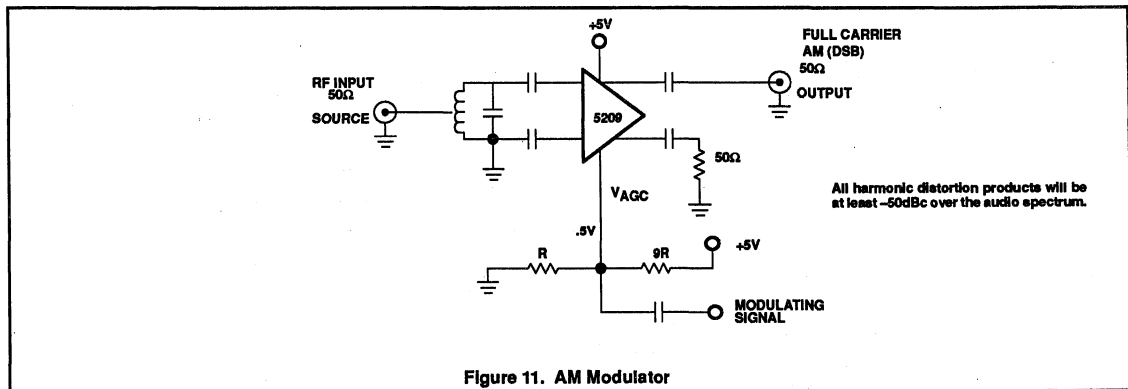 +5V
FULL CARRIER
AM (DSB)
50Ω
OUTPUT
RF INPUT
50Ω
SOURCE
5209
50Ω
VAGC
All harmonic distortion products will be
at least –50dBc over the audio spectrum.
.5V
R
9R
+5V
MODULATING
SIGNAL
Figure 11. AM Modulator